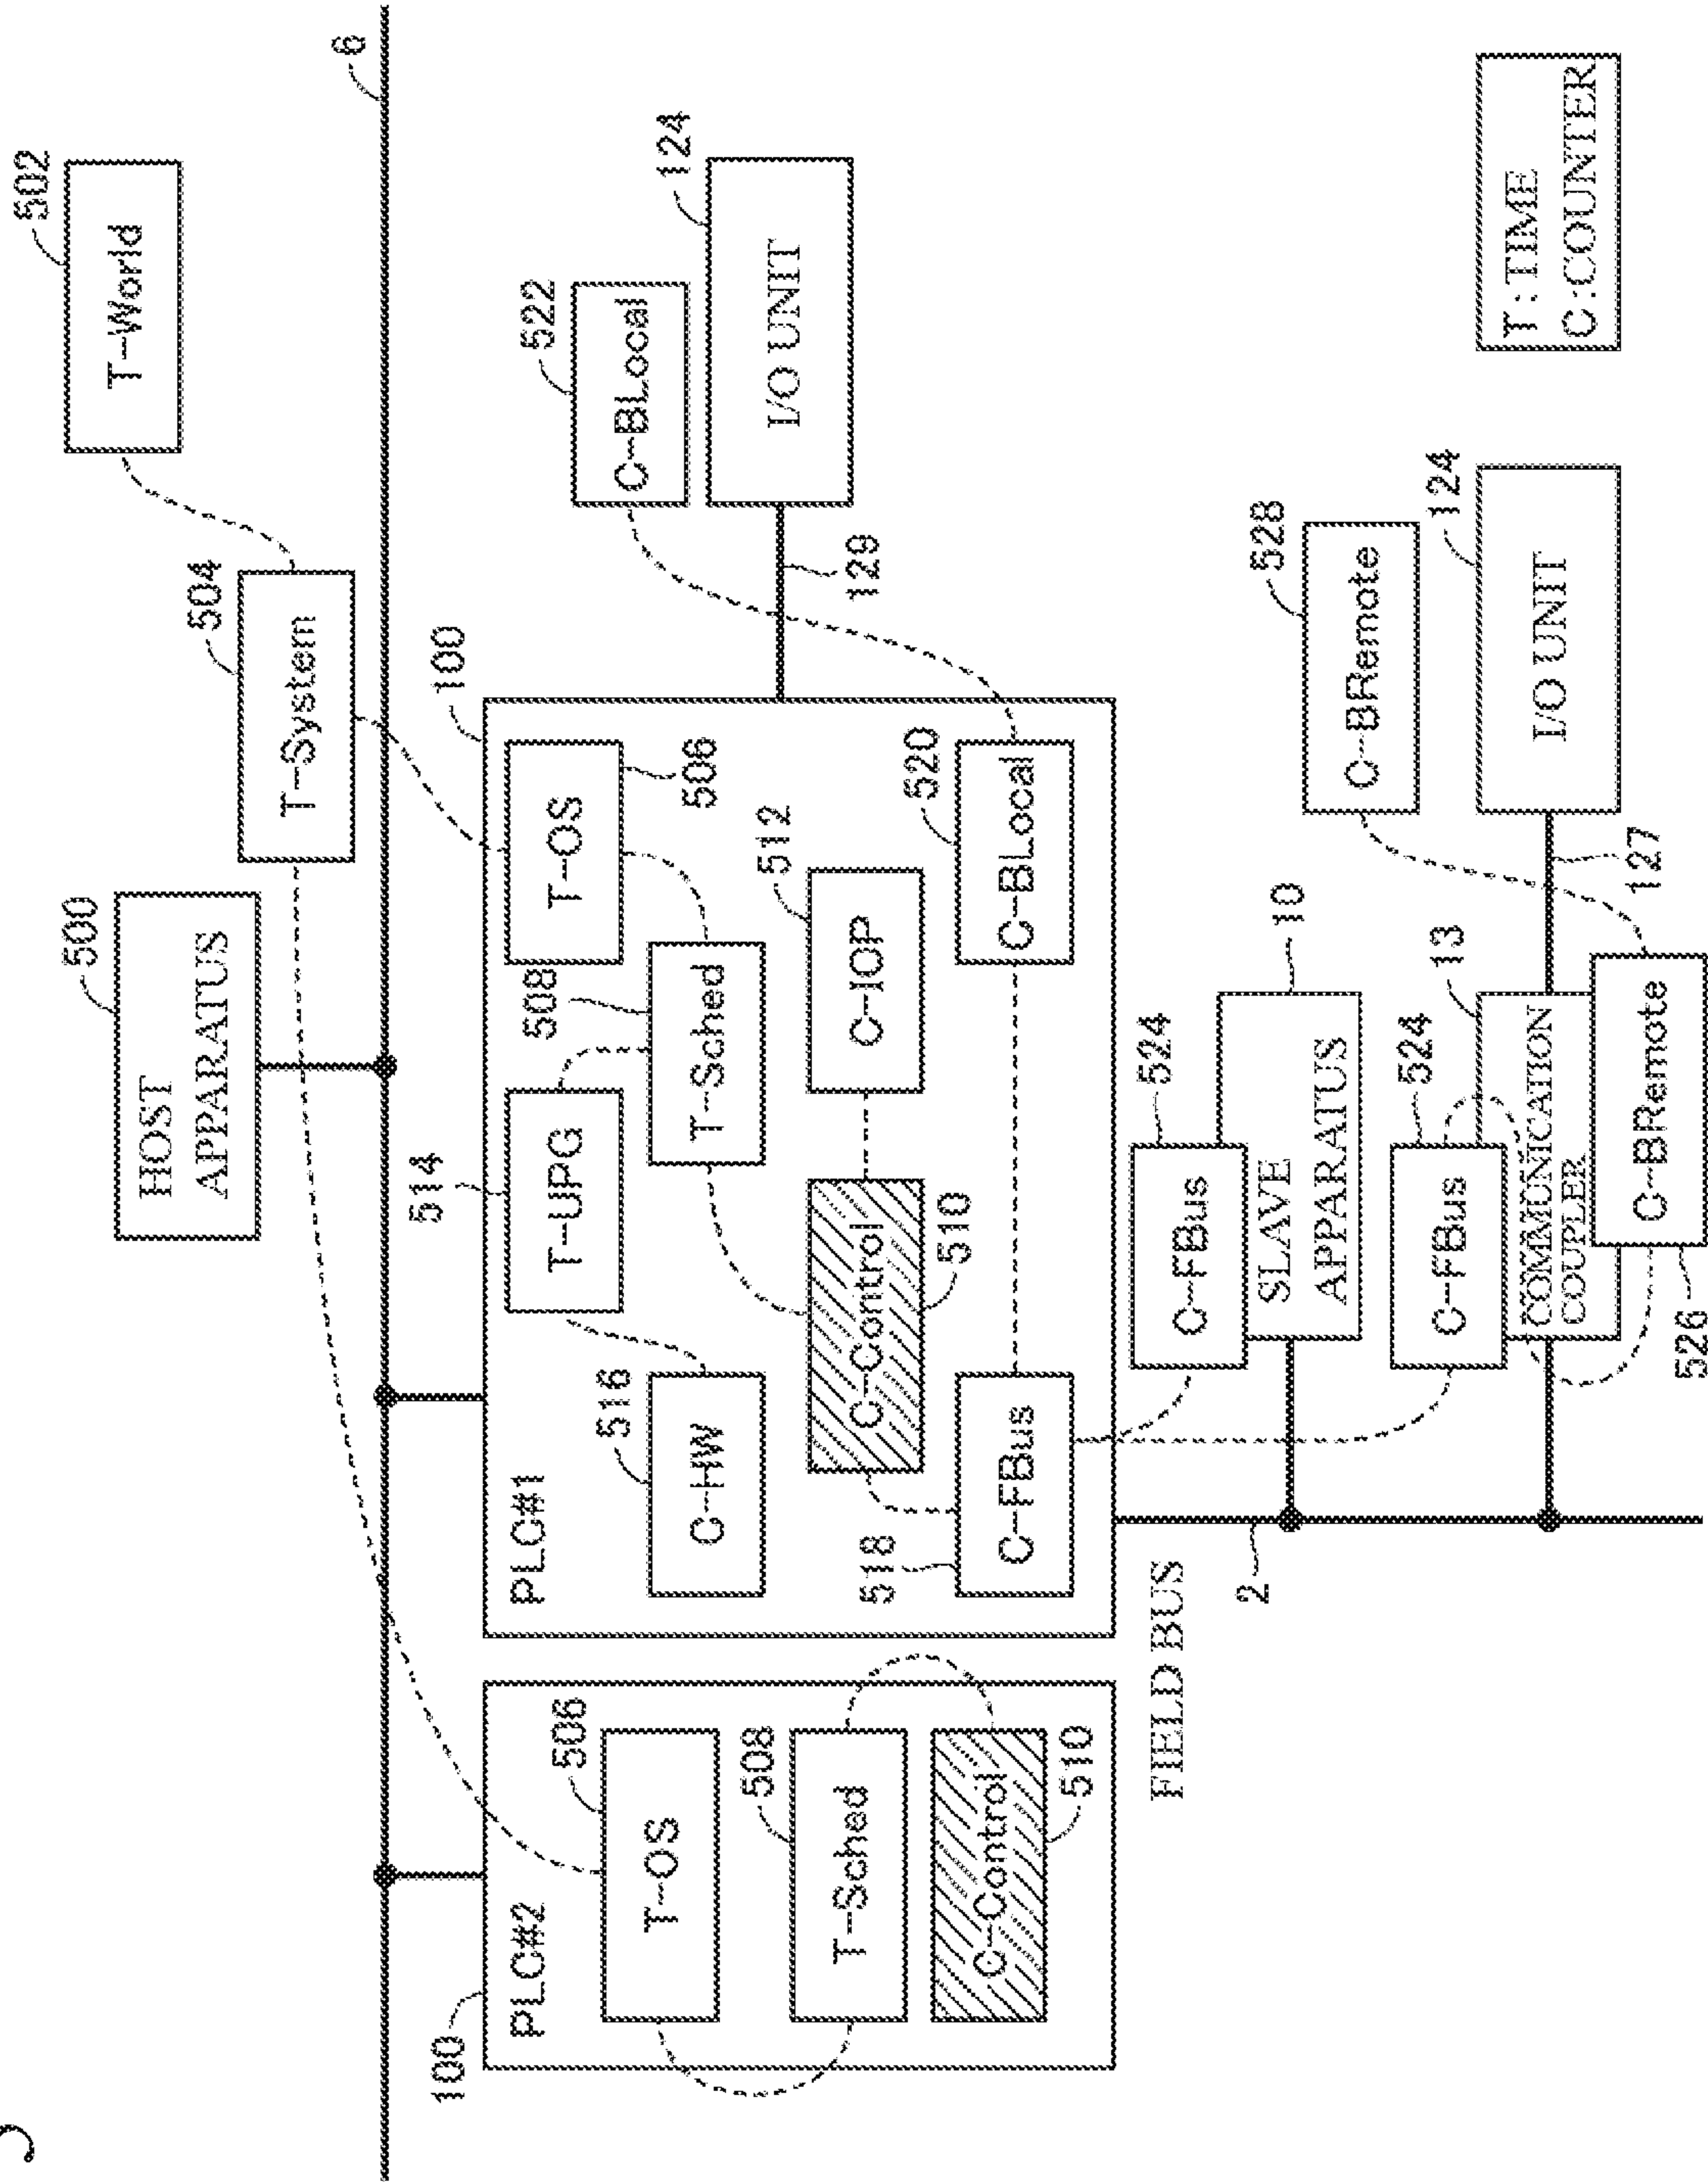 502
T-World
504
T-System
500
HOST
APPARATUS
6
100
PLC#2
506
T-OS
508
T-Sched
C-Control
510
100
PLC#1
514
T-UPG
T-OS
506
516
C-HW
508
T-Sched
512
C-IOP
C-Control
510
518
C-FBus
520
C-BLocal
522
C-BLocal
124
I/O UNIT
129
FIELD BUS
2
524
C-FBus
10
SLAVE
APPARATUS
524
C-FBus
13
COMMUNICATION
COUPLER
C-BRemote
526
528
C-BRemote
124
I/O UNIT
127
T : TIME
C :COUNTER